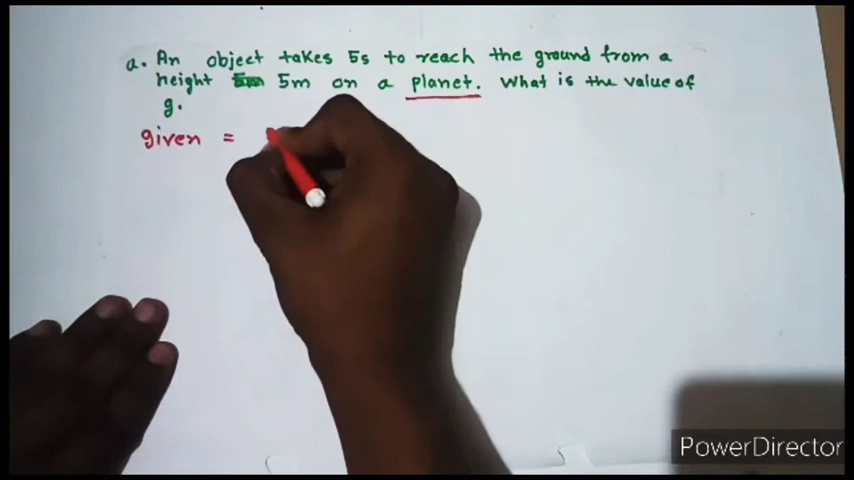 a. An object takes 5s to reach the ground from a
height 5m 5m on a planet. What is the value of
g.
given =
PowerDirector